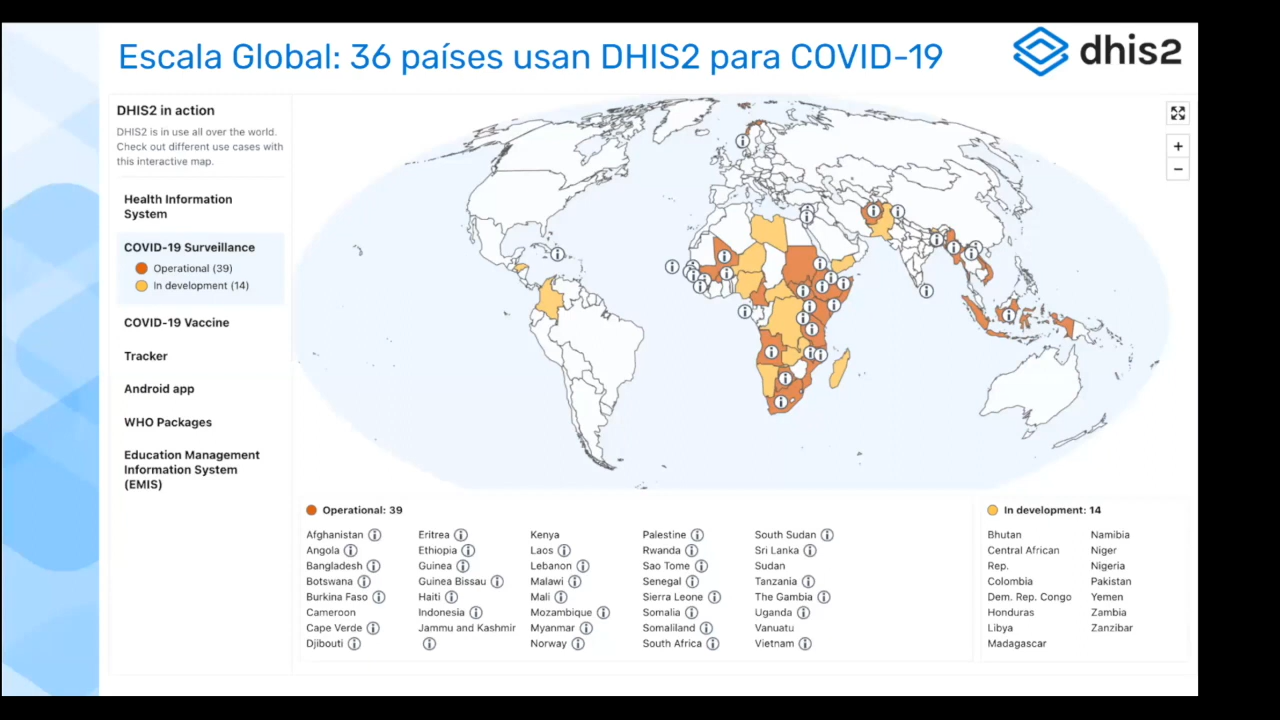 Escala Global: 36 países usan DHIS2 para COVID-19
dhis2
DHIS2 in action
DHIS2 is in use all over the world.
Check out different use cases with
this interactive map.
Health Information
System
COVID-19 Surveillance
Operational (39)
In development (14)
COVID-19 Vaccine
Tracker
Android app
WHO Packages
Education Management
Information System
(EMIS)
+
−
Operational: 39
Afghanistan
Angola
Bangladesh
Botswana
Burkina Faso
Cameroon
Cape Verde
Djibouti
Eritrea
Ethiopia
Guinea
Guinea Bissau
Haiti
Indonesia
Jammu and Kashmir
Kenya
Laos
Lebanon
Malawi
Mali
Mozambique
Myanmar
Norway
Palestine
Rwanda
Sao Tome
Senegal
Sierra Leone
Somalia
Somaliland
South Africa
South Sudan
Sri Lanka
Sudan
Tanzania
The Gambia
Uganda
Vanuatu
Vietnam
In development: 14
Bhutan
Central African
Rep.
Colombia
Dem. Rep. Congo
Honduras
Libya
Madagascar
Namibia
Niger
Nigeria
Pakistan
Yemen
Zambia
Zanzibar